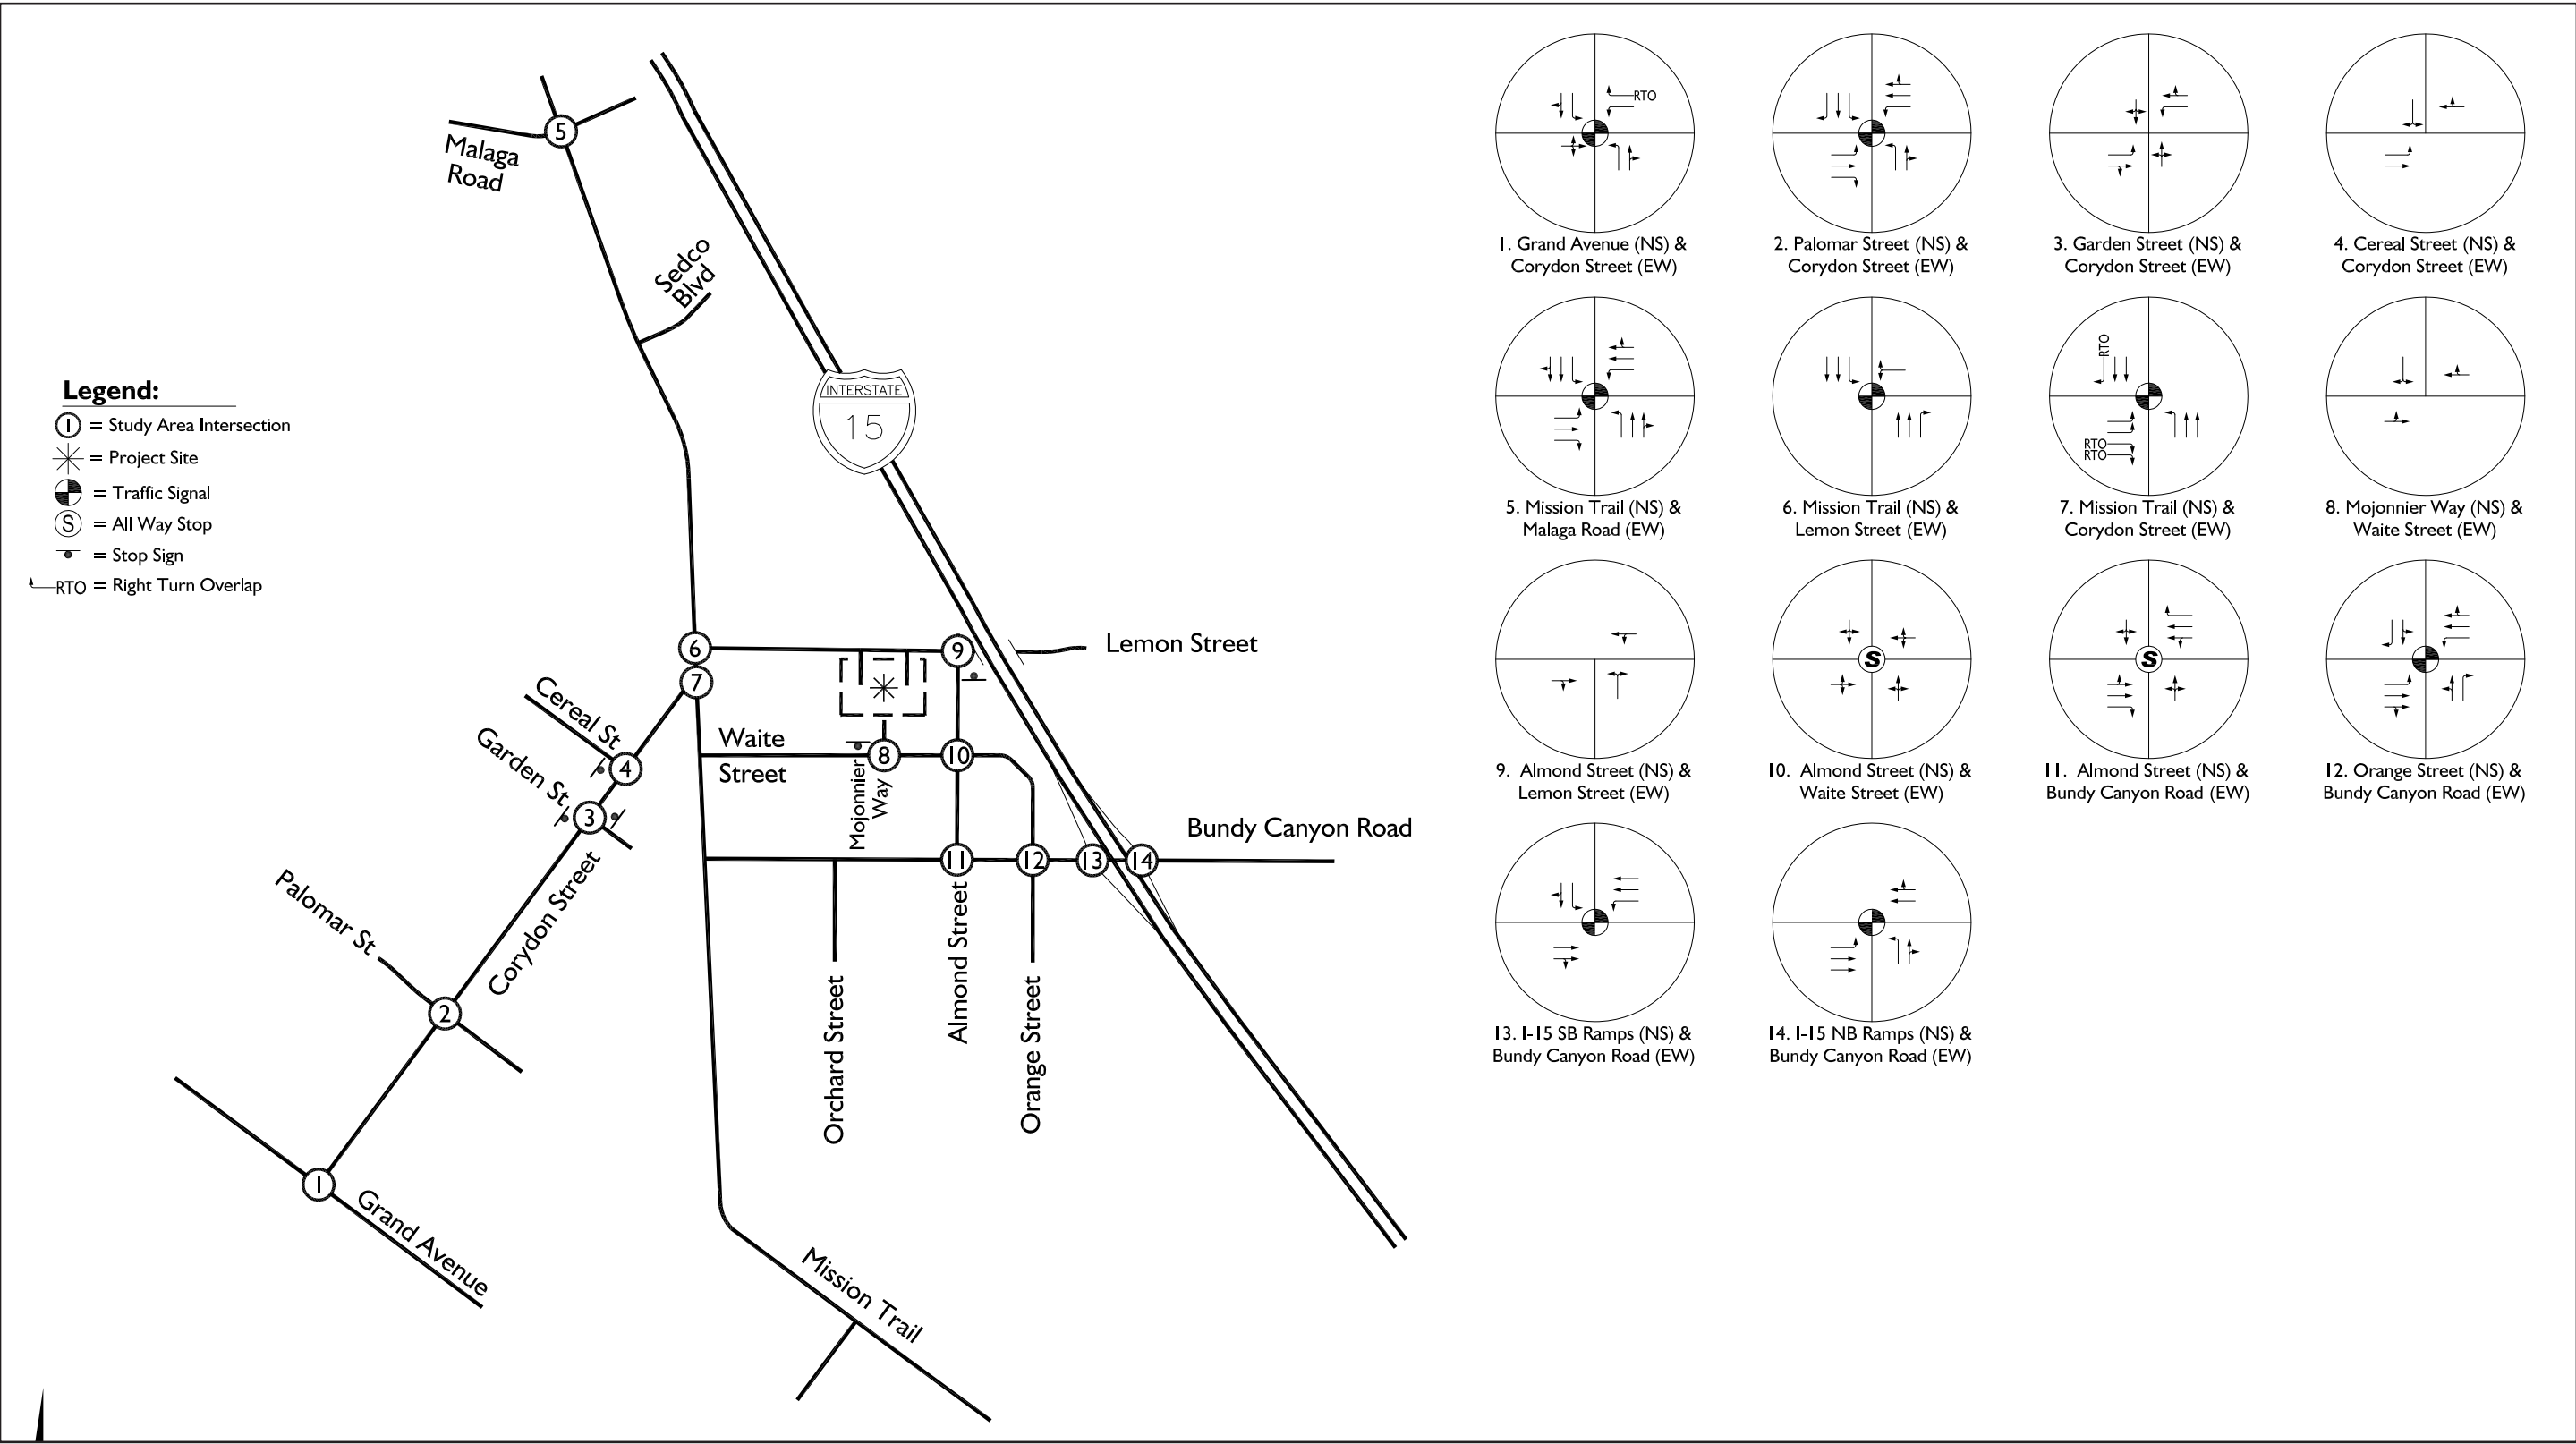 Malaga
Road
5
Sedco
Blvd
INTERSTATE
15
Legend:
1 = Study Area Intersection
= Project Site
= Traffic Signal
S = All Way Stop
= Stop Sign
RTO = Right Turn Overlap
6
9
Lemon Street
7
Cereal St
4
Garden St
3
Waite
Street
8
10
Mojonnier
Way
Bundy Canyon Road
11
12
13
14
Palomar St
2
Corydon Street
Orchard Street
Almond Street
Orange Street
1
Grand Avenue
Mission Trail
RTO
1. Grand Avenue (NS) &
Corydon Street (EW)
2. Palomar Street (NS) &
Corydon Street (EW)
3. Garden Street (NS) &
Corydon Street (EW)
4. Cereal Street (NS) &
Corydon Street (EW)
RTO
RTO
RTO
5. Mission Trail (NS) &
Malaga Road (EW)
6. Mission Trail (NS) &
Lemon Street (EW)
7. Mission Trail (NS) &
Corydon Street (EW)
8. Mojonnier Way (NS) &
Waite Street (EW)
S
S
9. Almond Street (NS) &
Lemon Street (EW)
10. Almond Street (NS) &
Waite Street (EW)
11. Almond Street (NS) &
Bundy Canyon Road (EW)
12. Orange Street (NS) &
Bundy Canyon Road (EW)
13. I-15 SB Ramps (NS) &
Bundy Canyon Road (EW)
14. I-15 NB Ramps (NS) &
Bundy Canyon Road (EW)